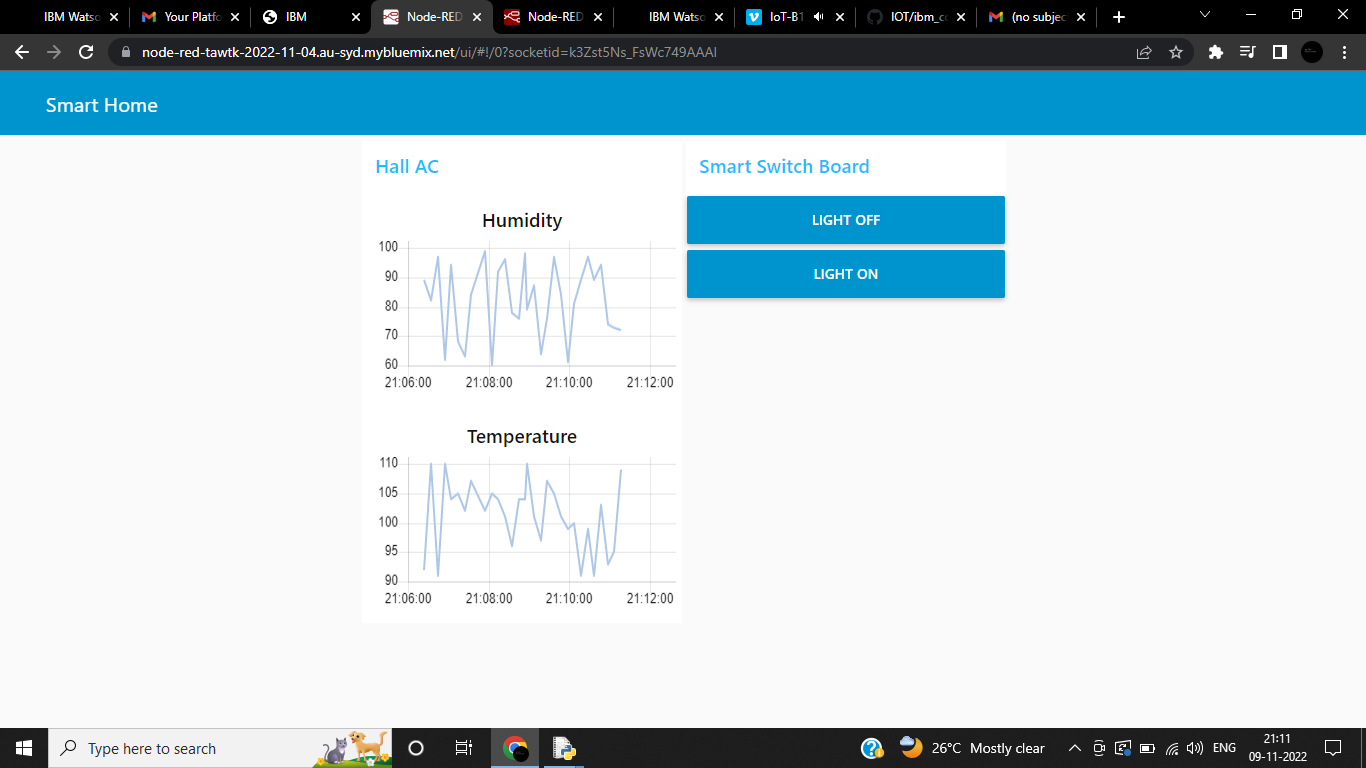 IBM Watso
Your Platfo
IBM
Node-RED
Node-RED
IBM Watso
IoT-B1
IOT/ibm_co
(no subjec
node-red-tawtk-2022-11-04.au-syd.mybluemix.net/ui/#!/0?socketid=k3Zst5Ns_FsWc749AAAI
Smart Home
Hall AC
Humidity
100
90
80
70
60
21:06:00 21:08:00 21:10:00 21:12:00
Temperature
110
105
100
95
90
21:06:00 21:08:00 21:10:00 21:12:00
Smart Switch Board
LIGHT OFF
LIGHT ON
Type here to search
26°C Mostly clear
ENG
21:11
09-11-2022